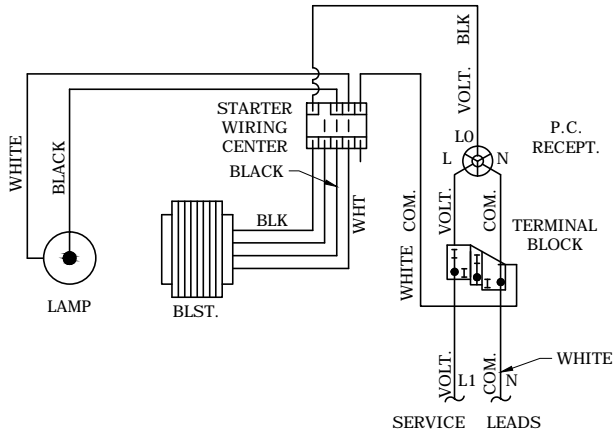 BLK
VOLT.
STARTER
WIRING
CENTER
L0
L
N
P.C.
RECEPT.
WHITE
BLACK
BLACK
BLK
WHT
WHITE COM.
VOLT.
COM.
TERMINAL
BLOCK
LAMP
BLST.
VOLT.
L1
COM.
N
WHITE
SERVICE LEADS